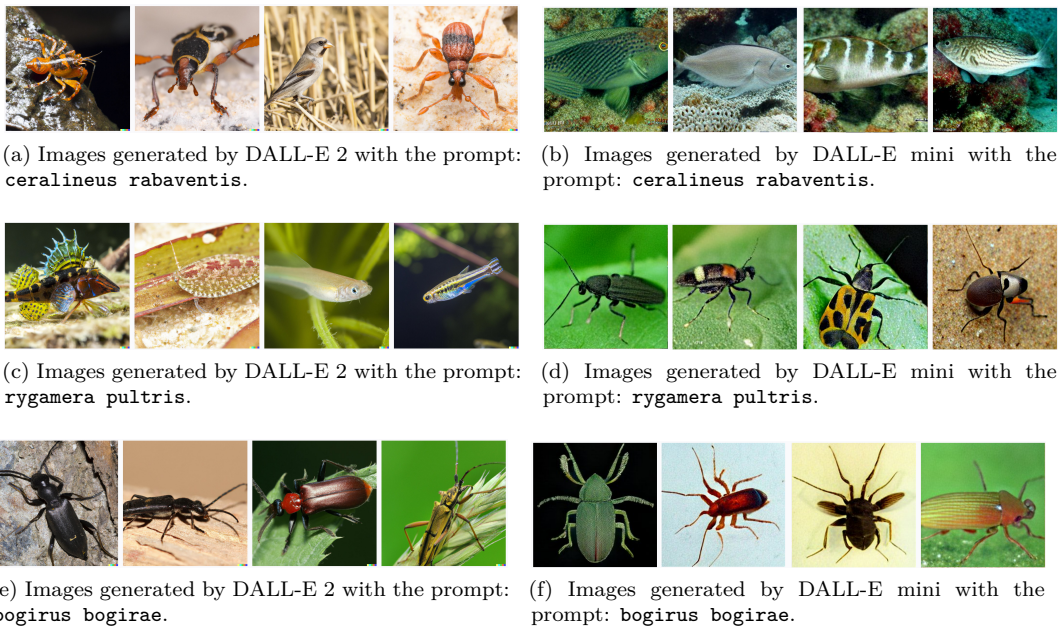 (a) Images generated by DALL-E 2 with the prompt:
ceralineus rabaventis.
(b) Images generated by DALL-E mini with the
prompt: ceralineus rabaventis.
(c) Images generated by DALL-E 2 with the prompt:
rygamera pultris.
(d) Images generated by DALL-E mini with the
prompt: rygamera pultris.
e) Images generated by DALL-E 2 with the prompt:
bogirus bogirae.
(f) Images generated by DALL-E mini with the
prompt: bogirus bogirae.